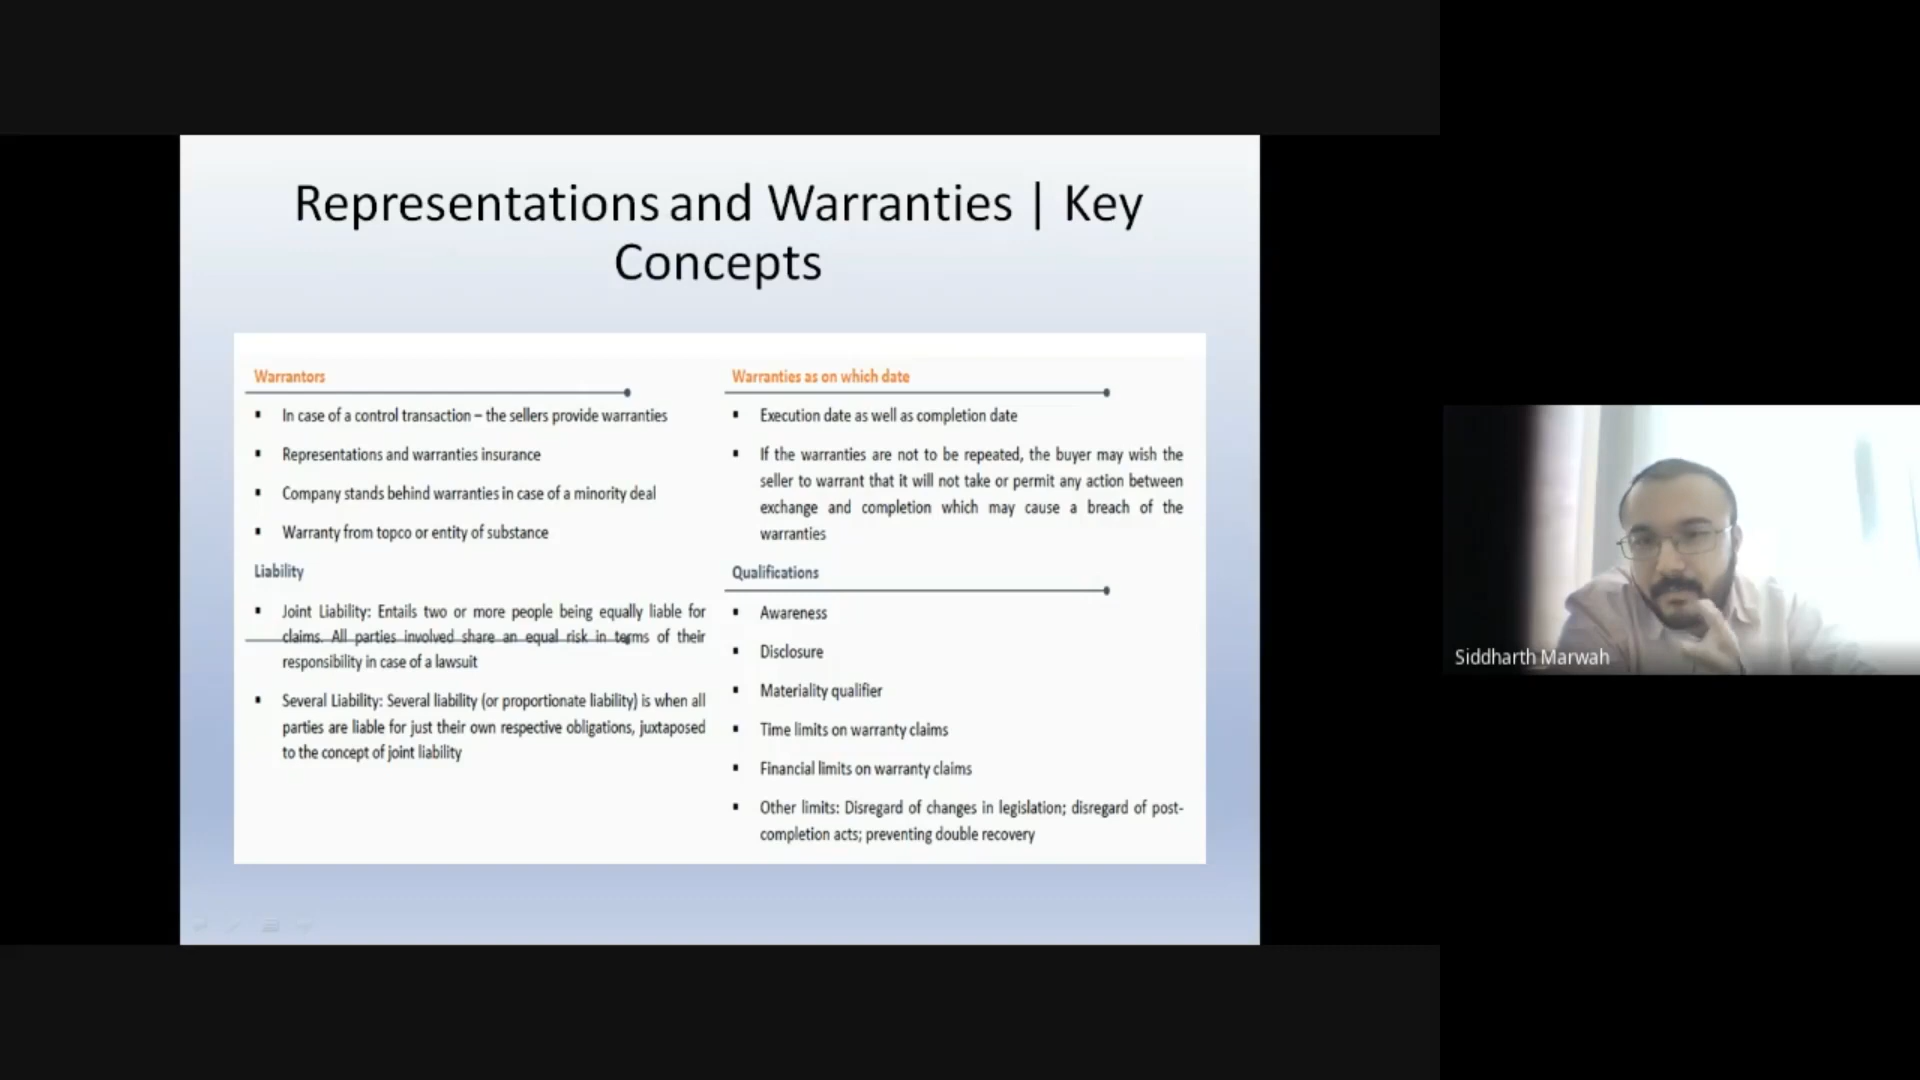 Representations and Warranties | Key
Concepts
Warrantors
▪ In case of a control transaction – the sellers provide warranties
▪ Representations and warranties insurance
▪ Company stands behind warranties in case of a minority deal
▪ Warranty from topco or entity of substance
Liability
▪ Joint Liability: Entails two or more people being equally liable for
claims. All parties involved share an equal risk in terms of their
responsibility in case of a lawsuit
▪ Several Liability: Several liability (or proportionate liability) is when all
parties are liable for just their own respective obligations, juxtaposed
to the concept of joint liability
Warranties as on which date
▪ Execution date as well as completion date
▪ If the warranties are not to be repeated, the buyer may wish the
seller to warrant that it will not take or permit any action between
exchange and completion which may cause a breach of the
warranties
Qualifications
▪ Awareness
▪ Disclosure
▪ Materiality qualifier
▪ Time limits on warranty claims
▪ Financial limits on warranty claims
▪ Other limits: Disregard of changes in legislation; disregard of post-
completion acts; preventing double recovery
Siddharth Marwah